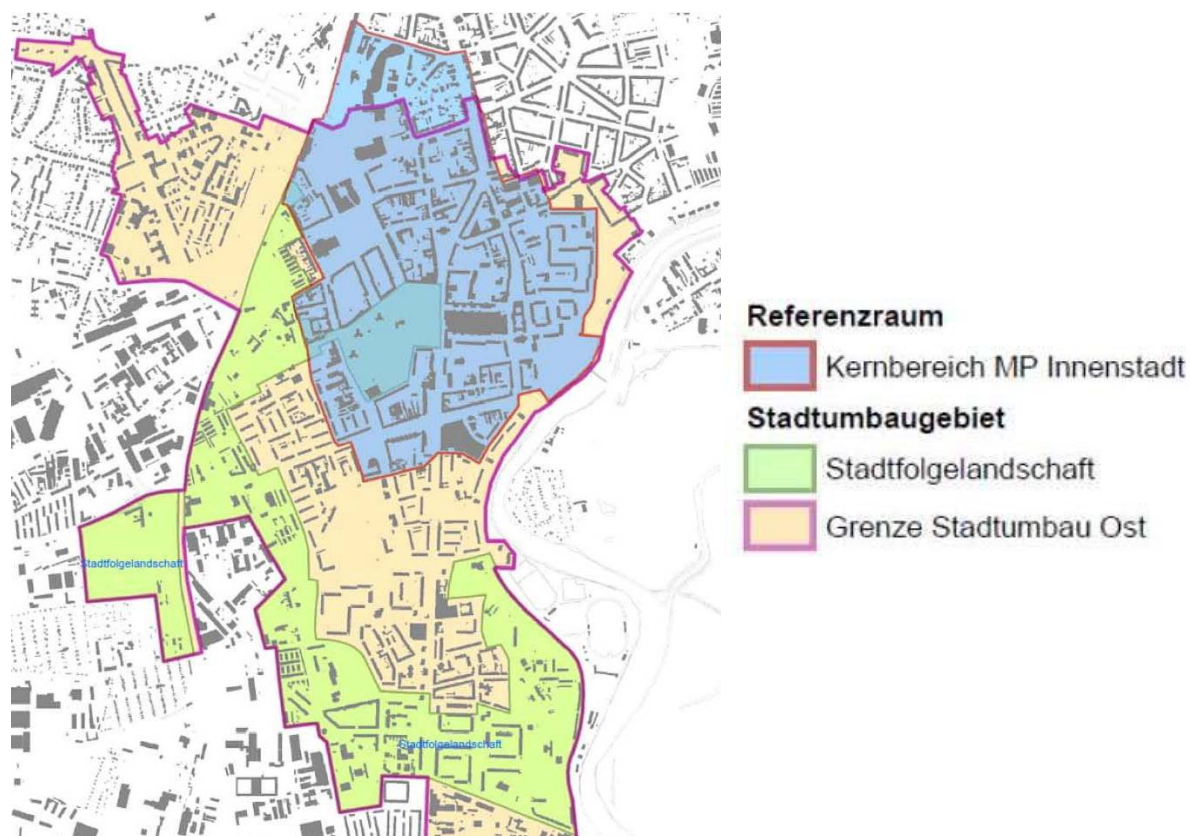 Referenzraum
Kernbereich MP Innenstadt
Stadtumbaugebiet
Stadtfolgelandschaft
Grenze Stadtumbau Ost
Stadtfolgelandschaft
Stadtfolgelandschaft